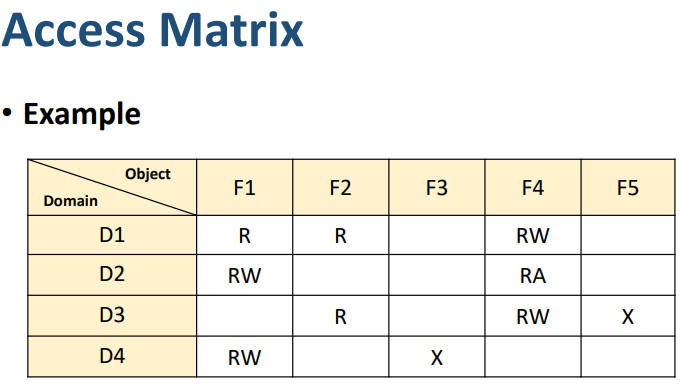 Access Matrix
• Example
Object
Domain
F1 F2 F3 F4 F5
D1 R R RW
D2 RW RA
D3 R RW X
D4 RW X